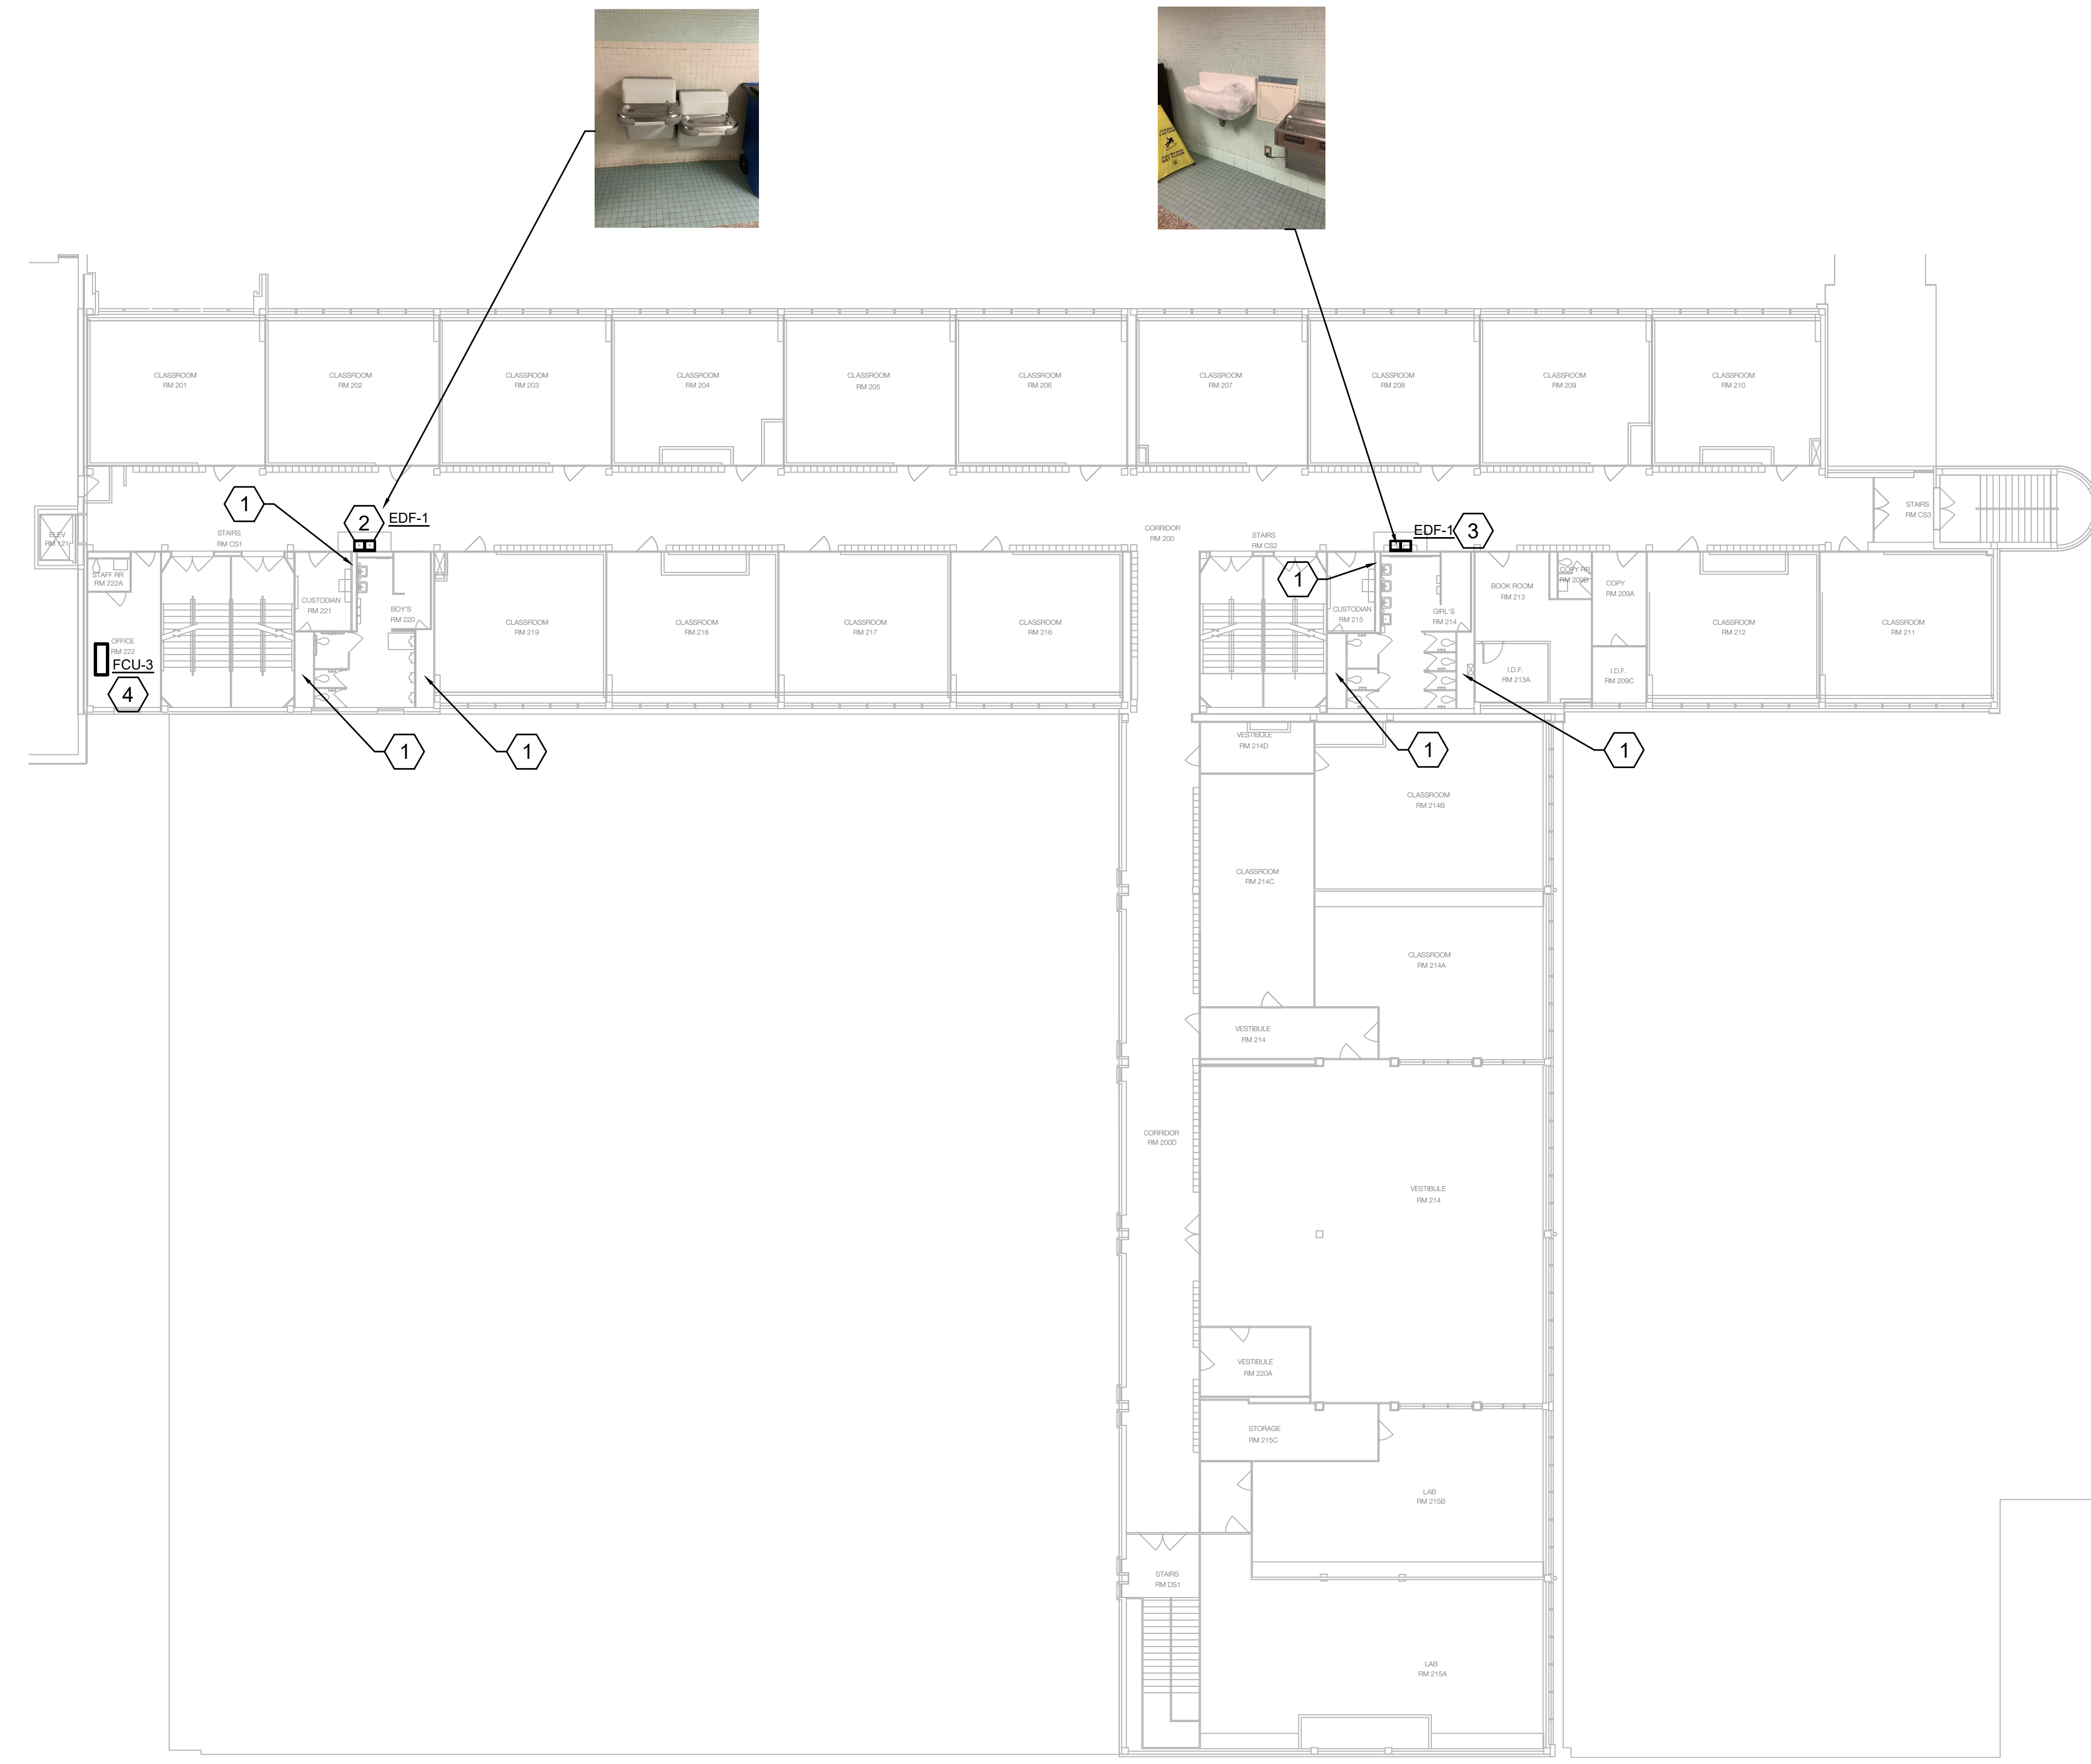 CLASSROOM
RM 201
CLASSROOM
RM 202
CLASSROOM
RM 203
CLASSROOM
RM 204
CLASSROOM
RM 205
CLASSROOM
RM 206
CLASSROOM
RM 207
CLASSROOM
RM 208
CLASSROOM
RM 209
CLASSROOM
RM 210
1
2
EDF-1
EDF-1
3
ELEV
RM 121
STAIRS
RM CS1
CORRIDOR
RM 200
STAIRS
RM CS2
STAIRS
RM CS3
STAFF RR
RM 222A
CUSTODIAN
RM 221
BOY'S
RM 220
1
CUSTODIAN
RM 215
GIRL'S
RM 214
BOOK ROOM
RM 213
COPY RR
RM 209B
COPY
RM 209A
OFFICE
RM 222
FCU-3
4
CLASSROOM
RM 219
CLASSROOM
RM 218
CLASSROOM
RM 217
CLASSROOM
RM 216
I.D.F.
RM 213A
I.D.F.
RM 209C
CLASSROOM
RM 212
CLASSROOM
RM 211
1
1
1
1
VESTIBULE
RM 214D
CLASSROOM
RM 214B
CLASSROOM
RM 214C
CLASSROOM
RM 214A
VESTIBULE
RM 214
CORRIDOR
RM 200D
VESTIBULE
RM 214
VESTIBULE
RM 220A
STORAGE
RM 215C
LAB
RM 215B
STAIRS
RM DS1
LAB
RM 215A